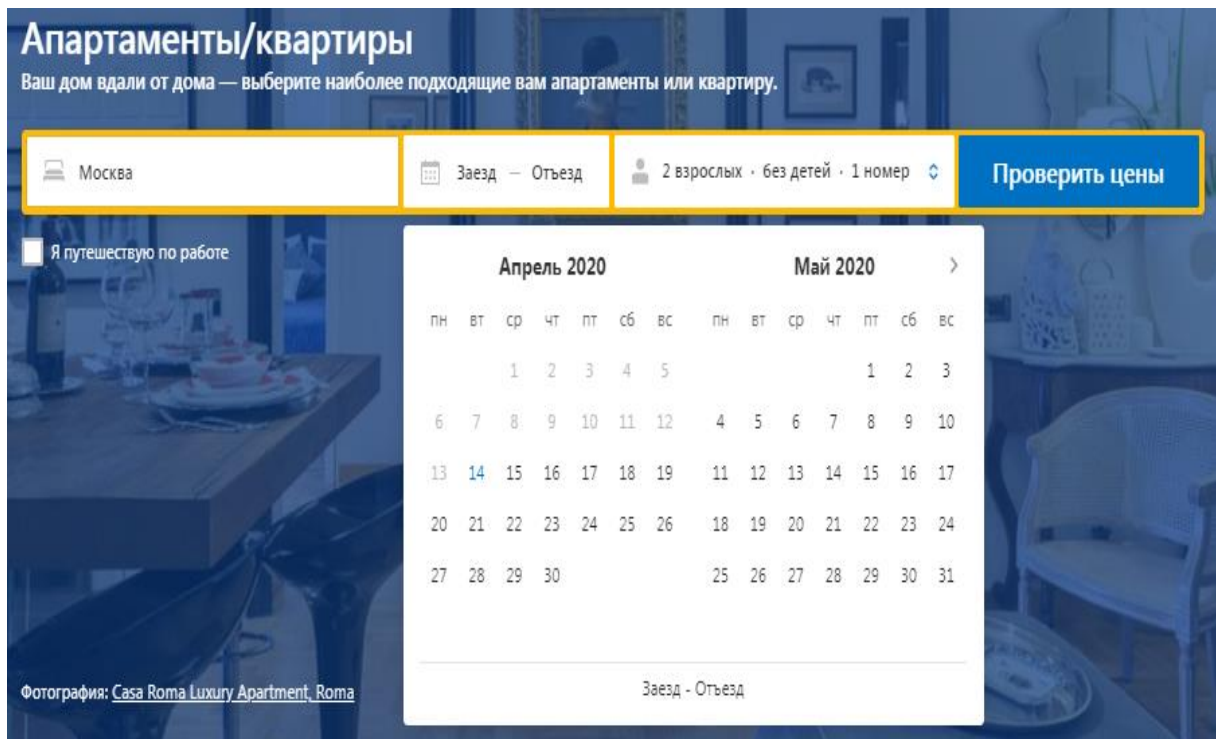 Апартаменты/квартиры
Ваш дом вдали от дома — выберите наиболее подходящие вам апартаменты или квартиру.
Москва
Заезд — Отъезд
2 взрослых · без детей · 1 номер
Проверить цены
Я путешествую по работе
Апрель 2020
пн вт ср чт пт сб вс
1 2 3 4 5
6 7 8 9 10 11 12
13 14 15 16 17 18 19
20 21 22 23 24 25 26
27 28 29 30
Май 2020
пн вт ср чт пт сб вс
1 2 3
4 5 6 7 8 9 10
11 12 13 14 15 16 17
18 19 20 21 22 23 24
25 26 27 28 29 30 31
Заезд - Отъезд
Фотография: Casa Roma Luxury Apartment, Roma